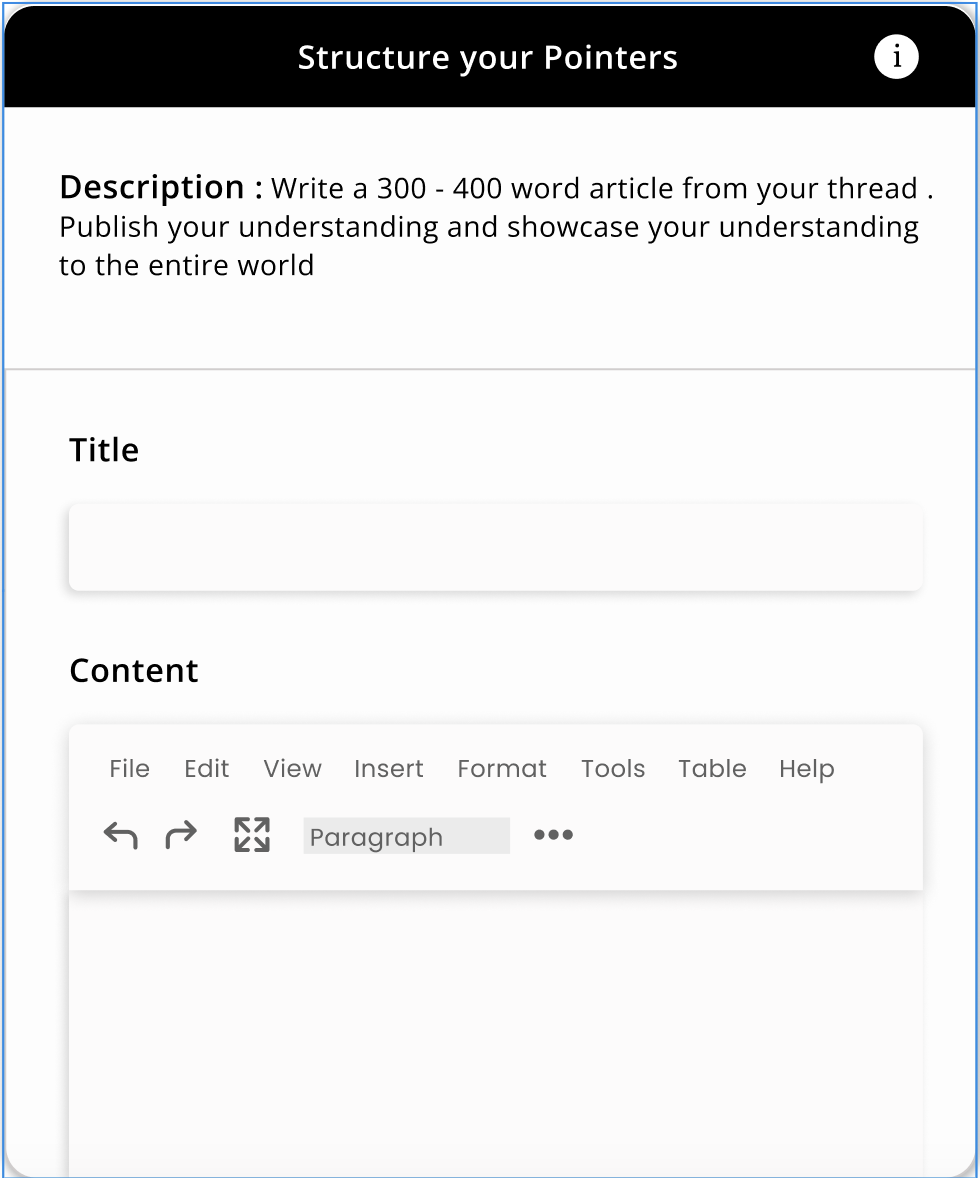 Structure your Pointers i
Description : Write a 300 - 400 word article from your thread .
Publish your understanding and showcase your understanding
to the entire world
Title
Content
File Edit View Insert Format Tools Table Help
Paragraph